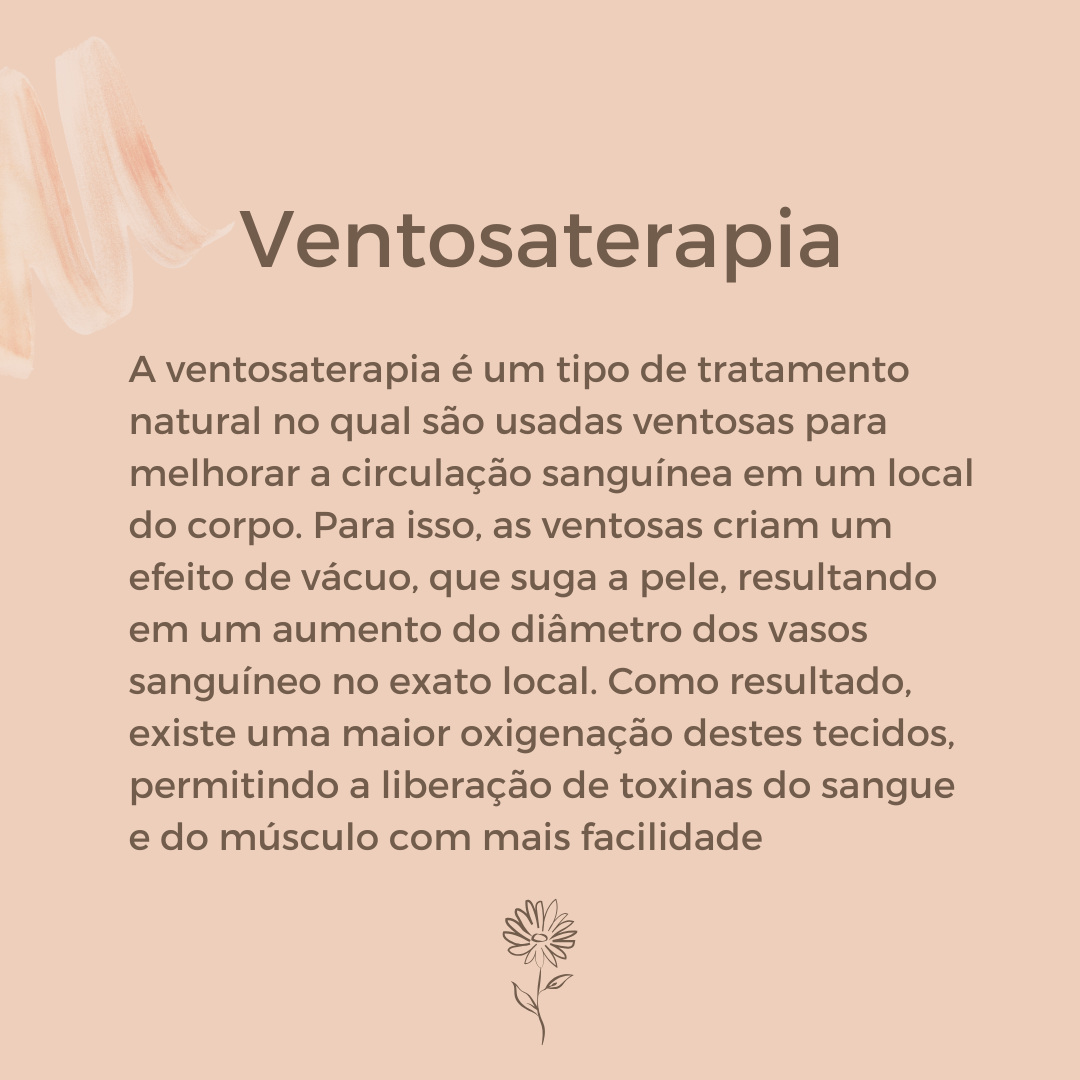 Ventosaterapia
A ventosaterapia é um tipo de tratamento
natural no qual são usadas ventosas para
melhorar a circulação sanguínea em um local
do corpo. Para isso, as ventosas criam um
efeito de vácuo, que suga a pele, resultando
em um aumento do diâmetro dos vasos
sanguíneo no exato local. Como resultado,
existe uma maior oxigenação destes tecidos,
permitindo a liberação de toxinas do sangue
e do músculo com mais facilidade